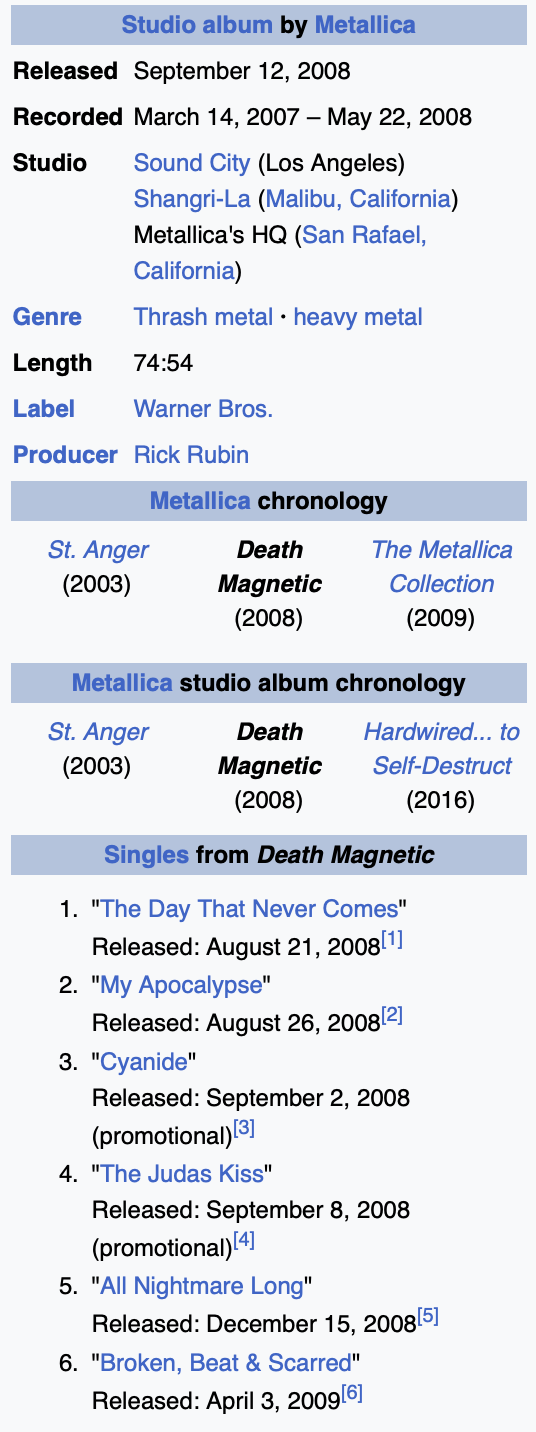 Studio album by Metallica
Released September 12, 2008
Recorded March 14, 2007 – May 22, 2008
Studio Sound City (Los Angeles)
Shangri-La (Malibu, California)
Metallica's HQ (San Rafael,
California)
Genre Thrash metal · heavy metal
Length 74:54
Label Warner Bros.
Producer Rick Rubin
Metallica chronology
St. Anger Death The Metallica
(2003) Magnetic Collection
(2008) (2009)
Metallica studio album chronology
St. Anger Death Hardwired... to
(2003) Magnetic Self-Destruct
(2008) (2016)
Singles from Death Magnetic
1. "The Day That Never Comes"
Released: August 21, 2008[1]
2. "My Apocalypse"
Released: August 26, 2008[2]
3. "Cyanide"
Released: September 2, 2008
(promotional)[3]
4. "The Judas Kiss"
Released: September 8, 2008
(promotional)[4]
5. "All Nightmare Long"
Released: December 15, 2008[5]
6. "Broken, Beat & Scarred"
Released: April 3, 2009[6]